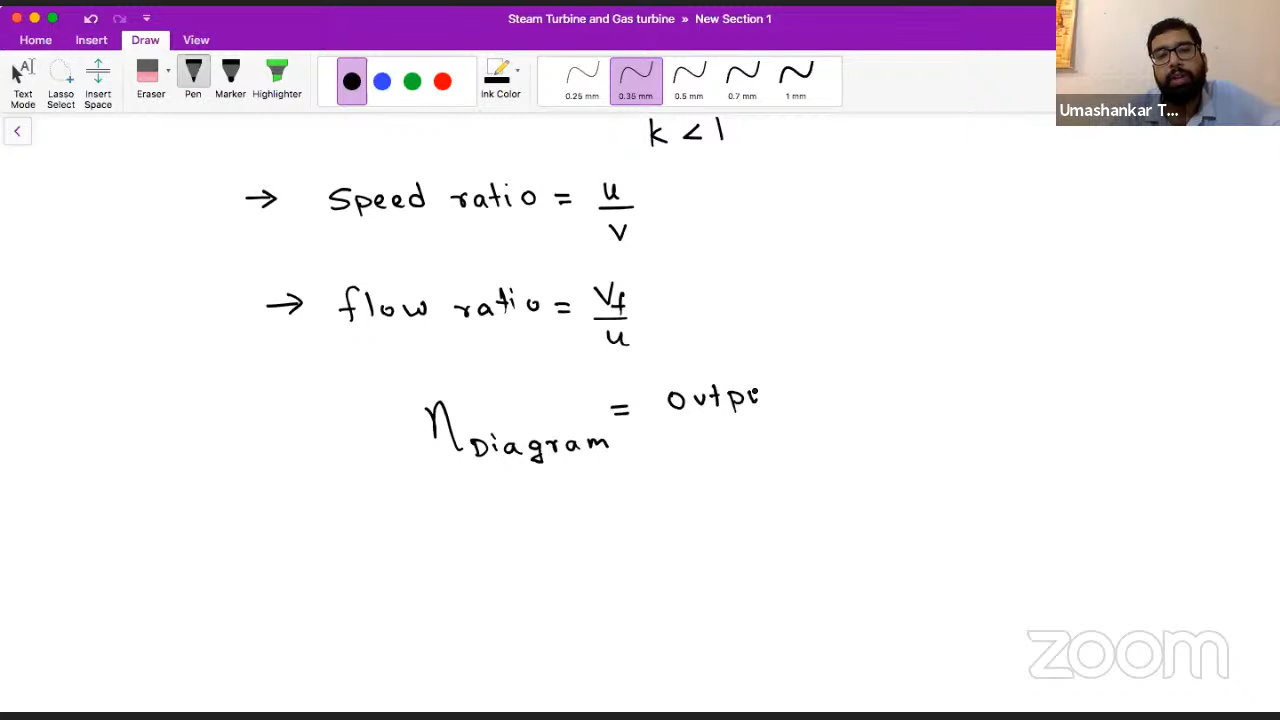 Steam Turbine and Gas turbine » New Section 1
Home Insert Draw View
Text Mode
Lasso Select
Insert Space
Eraser
Pen
Marker
Highlighter
Ink Color
0.25 mm
0.35 mm
0.5 mm
0.7 mm
1 mm
Umashankar T...
k < 1
→ Speed ratio = u/V
→ flow ratio = Vf/u
η Diagram = outpu
zoom